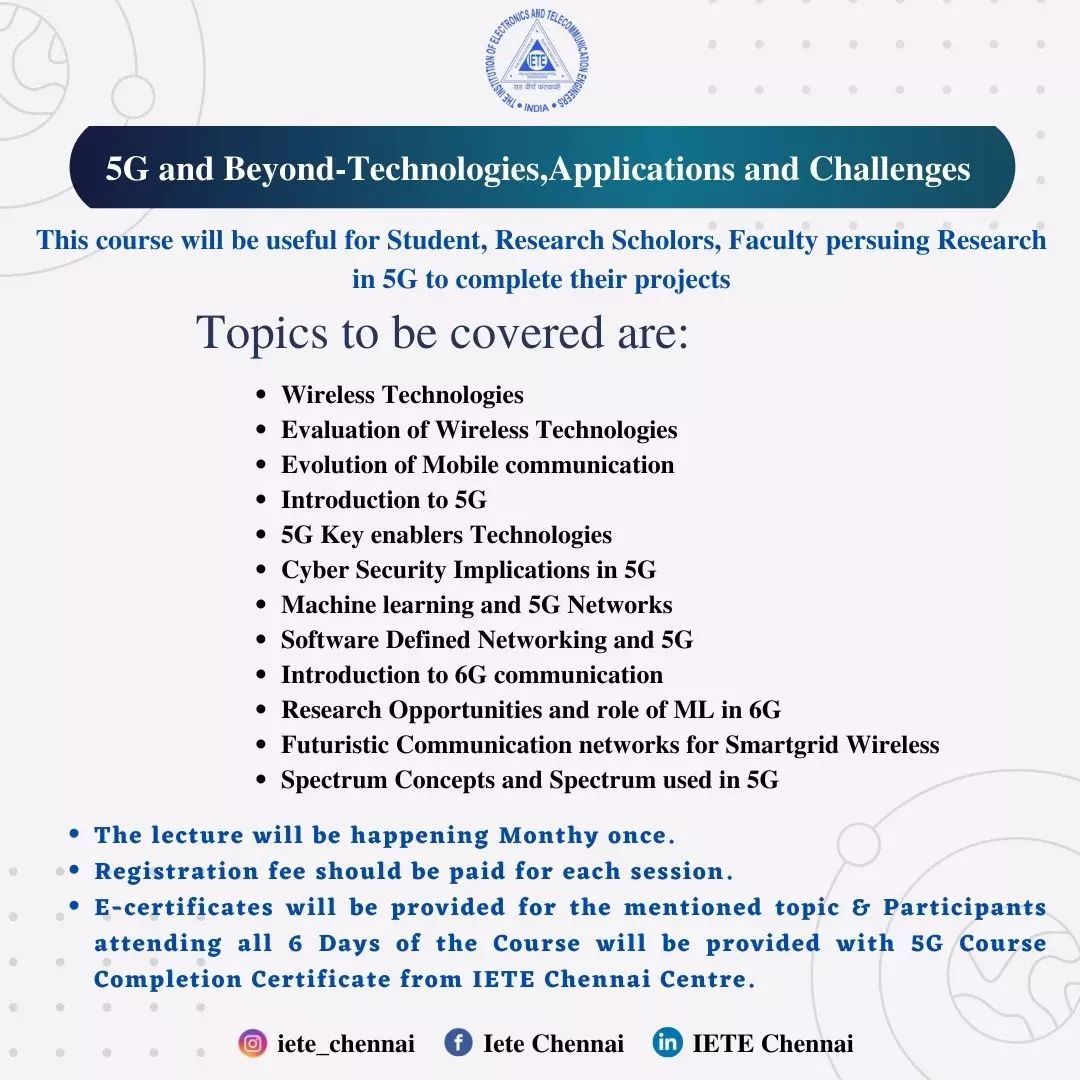 THE INSTITUTION OF ELECTRONICS AND TELECOMMUNICATION ENGINEERS
IETE
सह वीर्यं करवावहै
• INDIA •
5G and Beyond-Technologies,Applications and Challenges
This course will be useful for Student, Research Scholors, Faculty persuing Research
in 5G to complete their projects
Topics to be covered are:
• Wireless Technologies
• Evaluation of Wireless Technologies
• Evolution of Mobile communication
• Introduction to 5G
• 5G Key enablers Technologies
• Cyber Security Implications in 5G
• Machine learning and 5G Networks
• Software Defined Networking and 5G
• Introduction to 6G communication
• Research Opportunities and role of ML in 6G
• Futuristic Communication networks for Smartgrid Wireless
• Spectrum Concepts and Spectrum used in 5G
• The lecture will be happening Monthy once.
• Registration fee should be paid for each session.
• E-certificates will be provided for the mentioned topic & Participants
attending all 6 Days of the Course will be provided with 5G Course
Completion Certificate from IETE Chennai Centre.
iete_chennai
Iete Chennai
IETE Chennai